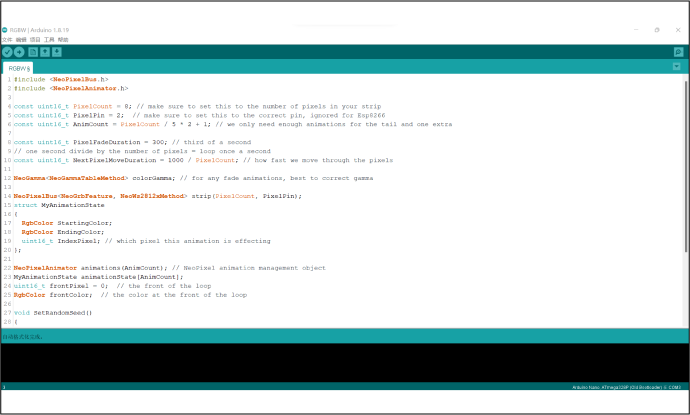 RGBW | Arduino 1.8.19
文件 编辑 项目 工具 帮助
RGBW §
1 #include <NeoPixelBus.h>
2 #include <NeoPixelAnimator.h>
3
4 const uint16_t PixelCount = 8; // make sure to set this to the number of pixels in your strip
5 const uint16_t PixelPin = 2;  // make sure to set this to the correct pin, ignored for Esp8266
6 const uint16_t AnimCount = PixelCount / 5 * 2 + 1; // we only need enough animations for the tail and one extra
7
8 const uint16_t PixelFadeDuration = 300; // third of a second
9 // one second divide by the number of pixels = loop once a second
10 const uint16_t NextPixelMoveDuration = 1000 / PixelCount; // how fast we move through the pixels
11
12 NeoGamma<NeoGammaTableMethod> colorGamma; // for any fade animations, best to correct gamma
13
14 NeoPixelBus<NeoGrbFeature, NeoWs2812xMethod> strip(PixelCount, PixelPin);
15 struct MyAnimationState
16 {
17   RgbColor StartingColor;
18   RgbColor EndingColor;
19   uint16_t IndexPixel; // which pixel this animation is effecting
20 };
21
22 NeoPixelAnimator animations(AnimCount); // NeoPixel animation management object
23 MyAnimationState animationState[AnimCount];
24 uint16_t frontPixel = 0;  // the front of the loop
25 RgbColor frontColor;  // the color at the front of the loop
26
27 void SetRandomSeed()
28 {
自动格式化完成。
3
Arduino Nano, ATmega328P (Old Bootloader) 在 COM3